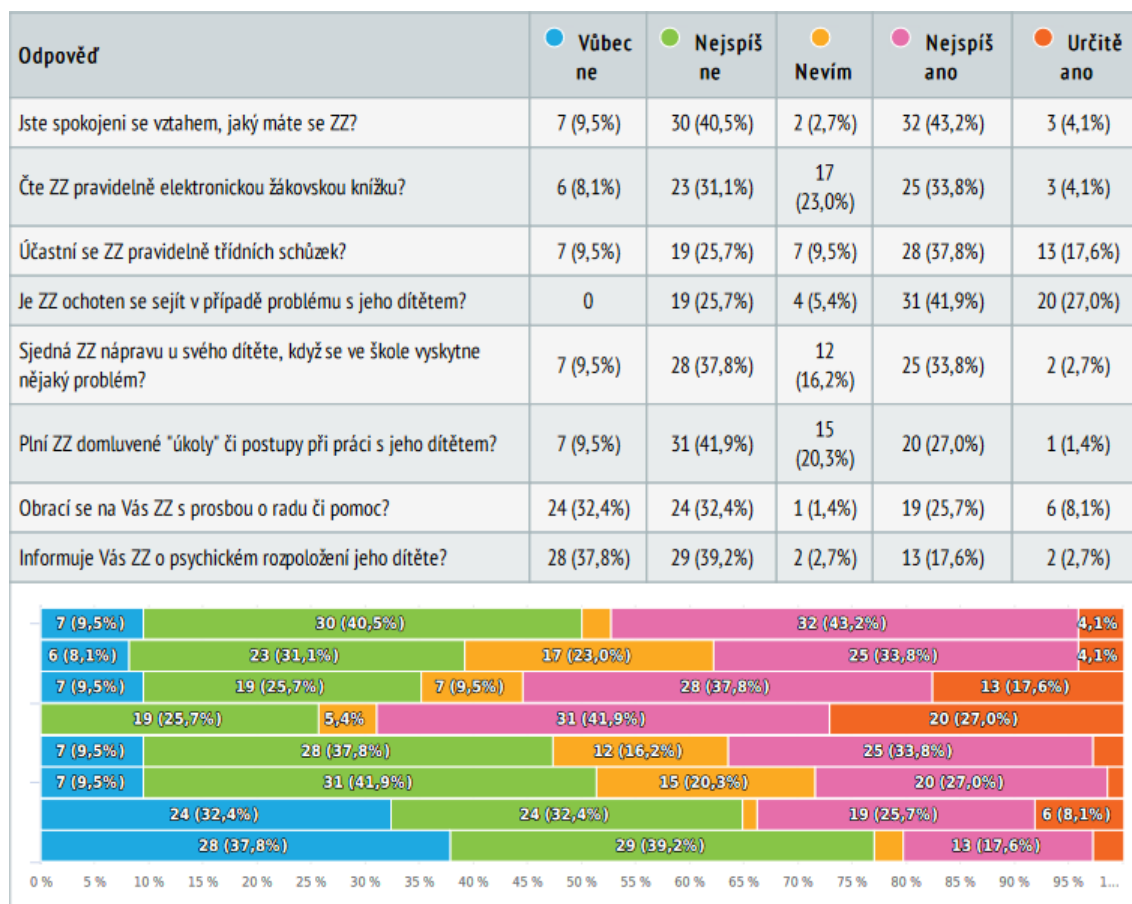 Odpověď Vůbec ne Nejspíš ne Nevím Nejspíš ano Určitě ano
Jste spokojeni se vztahem, jaký máte se ZZ? 7 (9,5%) 30 (40,5%) 2 (2,7%) 32 (43,2%) 3 (4,1%)
Čte ZZ pravidelně elektronickou žákovskou knížku? 6 (8,1%) 23 (31,1%) 17 (23,0%) 25 (33,8%) 3 (4,1%)
Účastní se ZZ pravidelně třídních schůzek? 7 (9,5%) 19 (25,7%) 7 (9,5%) 28 (37,8%) 13 (17,6%)
Je ZZ ochoten se sejít v případě problému s jeho dítětem? 0 19 (25,7%) 4 (5,4%) 31 (41,9%) 20 (27,0%)
Sjedná ZZ nápravu u svého dítěte, když se ve škole vyskytne
nějaký problém? 7 (9,5%) 28 (37,8%) 12 (16,2%) 25 (33,8%) 2 (2,7%)
Plní ZZ domluvené "úkoly" či postupy při práci s jeho dítětem? 7 (9,5%) 31 (41,9%) 15 (20,3%) 20 (27,0%) 1 (1,4%)
Obrací se na Vás ZZ s prosbou o radu či pomoc? 24 (32,4%) 24 (32,4%) 1 (1,4%) 19 (25,7%) 6 (8,1%)
Informuje Vás ZZ o psychickém rozpoložení jeho dítěte? 28 (37,8%) 29 (39,2%) 2 (2,7%) 13 (17,6%) 2 (2,7%)
7 (9,5%) 30 (40,5%) 32 (43,2%) 4,1%
6 (8,1%) 23 (31,1%) 17 (23,0%) 25 (33,8%) 4,1%
7 (9,5%) 19 (25,7%) 7 (9,5%) 28 (37,8%) 13 (17,6%)
19 (25,7%) 5,4% 31 (41,9%) 20 (27,0%)
7 (9,5%) 28 (37,8%) 12 (16,2%) 25 (33,8%)
7 (9,5%) 31 (41,9%) 15 (20,3%) 20 (27,0%)
24 (32,4%) 24 (32,4%) 19 (25,7%) 6 (8,1%)
28 (37,8%) 29 (39,2%) 13 (17,6%)
0 % 5 % 10 % 15 % 20 % 25 % 30 % 35 % 40 % 45 % 50 % 55 % 60 % 65 % 70 % 75 % 80 % 85 % 90 % 95 % 1...